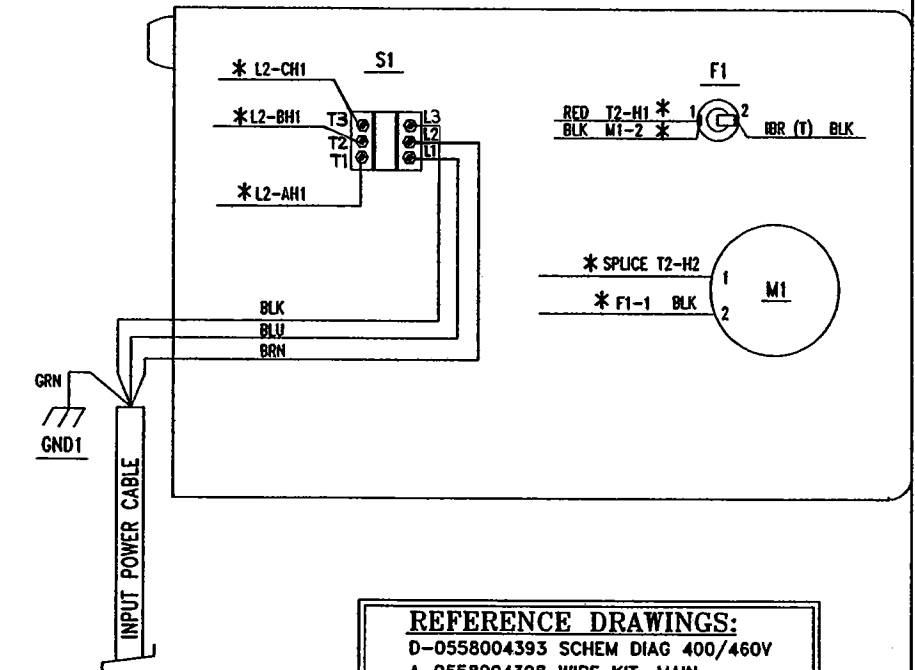 S1
F1
* L2-CH1
* L2-BH1
* L2-AH1
T3
T2
T1
L3
L2
L1
RED T2-H1 *
BLK M1-2 *
1
2
IBR (T) BLK
* SPLICE T2-H2
* F1-1 BLK
1
2
M1
BLK
BLU
BRN
GRN
GND1
INPUT POWER CABLE
REFERENCE DRAWINGS:
D-0558004393 SCHEM DIAG 400/460V